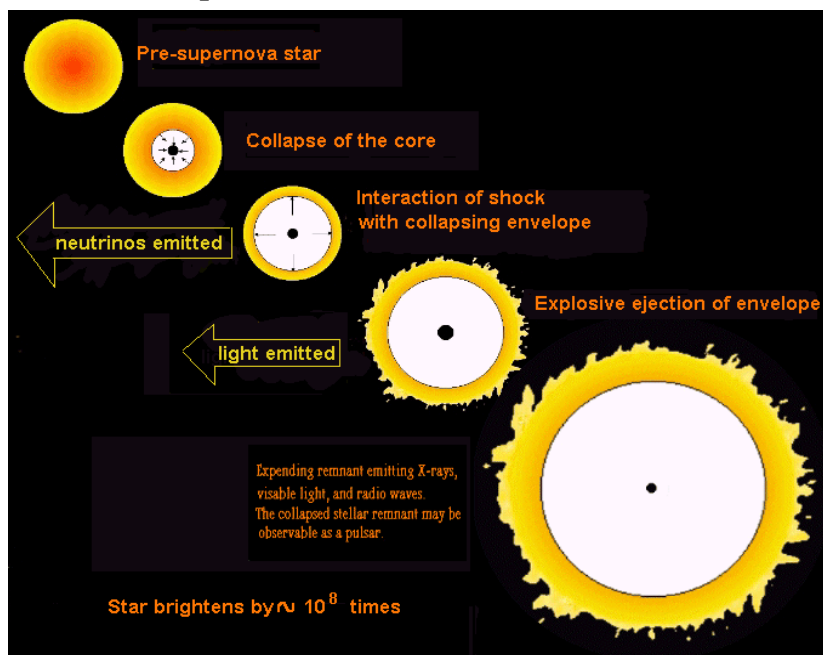 Pre-supernova star
Collapse of the core
Interaction of shock
with collapsing envelope
neutrinos emitted
Explosive ejection of envelope
light emitted
Expending remnant emitting X-rays,
visable light, and radio waves.
The collapsed stellar remnant may be
observable as a pulsar.
Star brightens by ~ 10⁸ times